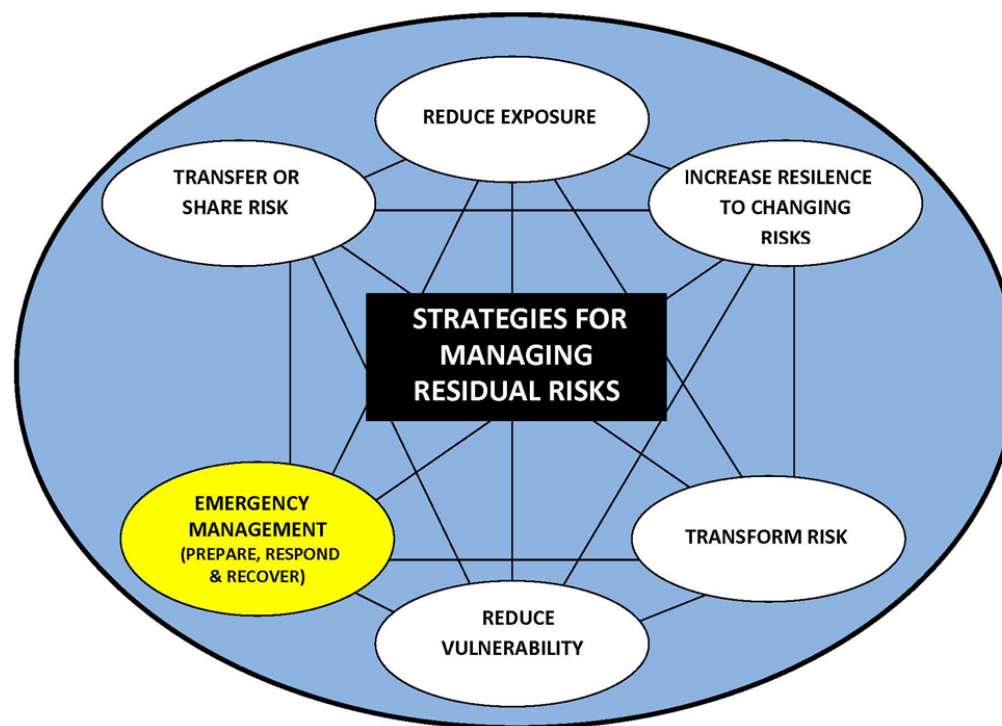 REDUCE EXPOSURE
TRANSFER OR
SHARE RISK
INCREASE RESILENCE
TO CHANGING
RISKS
STRATEGIES FOR
MANAGING
RESIDUAL RISKS
EMERGENCY
MANAGEMENT
(PREPARE, RESPOND
& RECOVER)
TRANSFORM RISK
REDUCE
VULNERABILITY